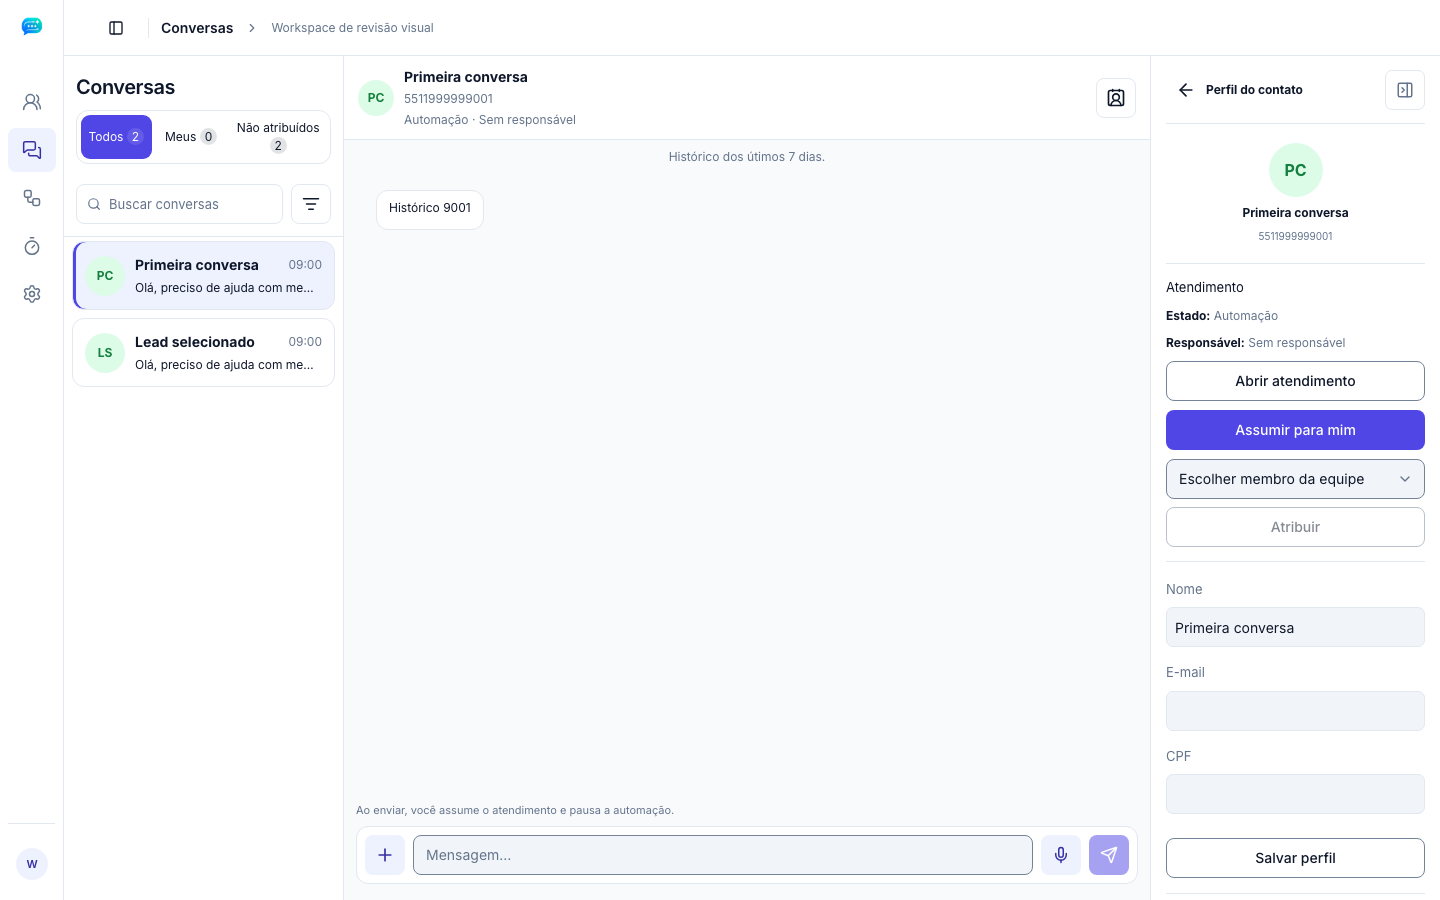 Conversas
Workspace de revisão visual
Conversas
Todos 2
Meus 0
Não atribuídos
2
Buscar conversas
PC
Primeira conversa
09:00
Olá, preciso de ajuda com me...
LS
Lead selecionado
09:00
Olá, preciso de ajuda com me...
W
PC
Primeira conversa
5511999999001
Automação · Sem responsável
Histórico dos útimos 7 dias.
Histórico 9001
Ao enviar, você assume o atendimento e pausa a automação.
Mensagem...
Perfil do contato
PC
Primeira conversa
5511999999001
Atendimento
Estado: Automação
Responsável: Sem responsável
Abrir atendimento
Assumir para mim
Escolher membro da equipe
Atribuir
Nome
Primeira conversa
E-mail
CPF
Salvar perfil